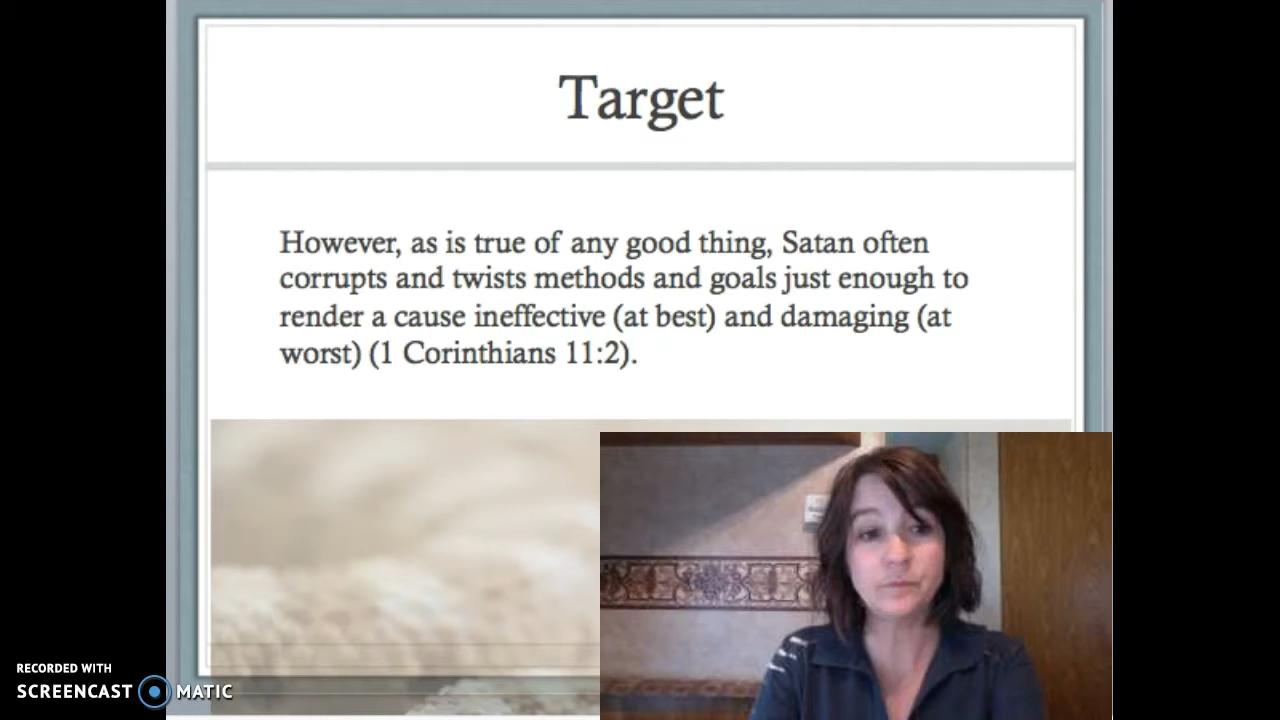 Target
However, as is true of any good thing, Satan often
corrupts and twists methods and goals just enough to
render a cause ineffective (at best) and damaging (at
worst) (1 Corinthians 11:2).
RECORDED WITH
SCREENCAST MATIC